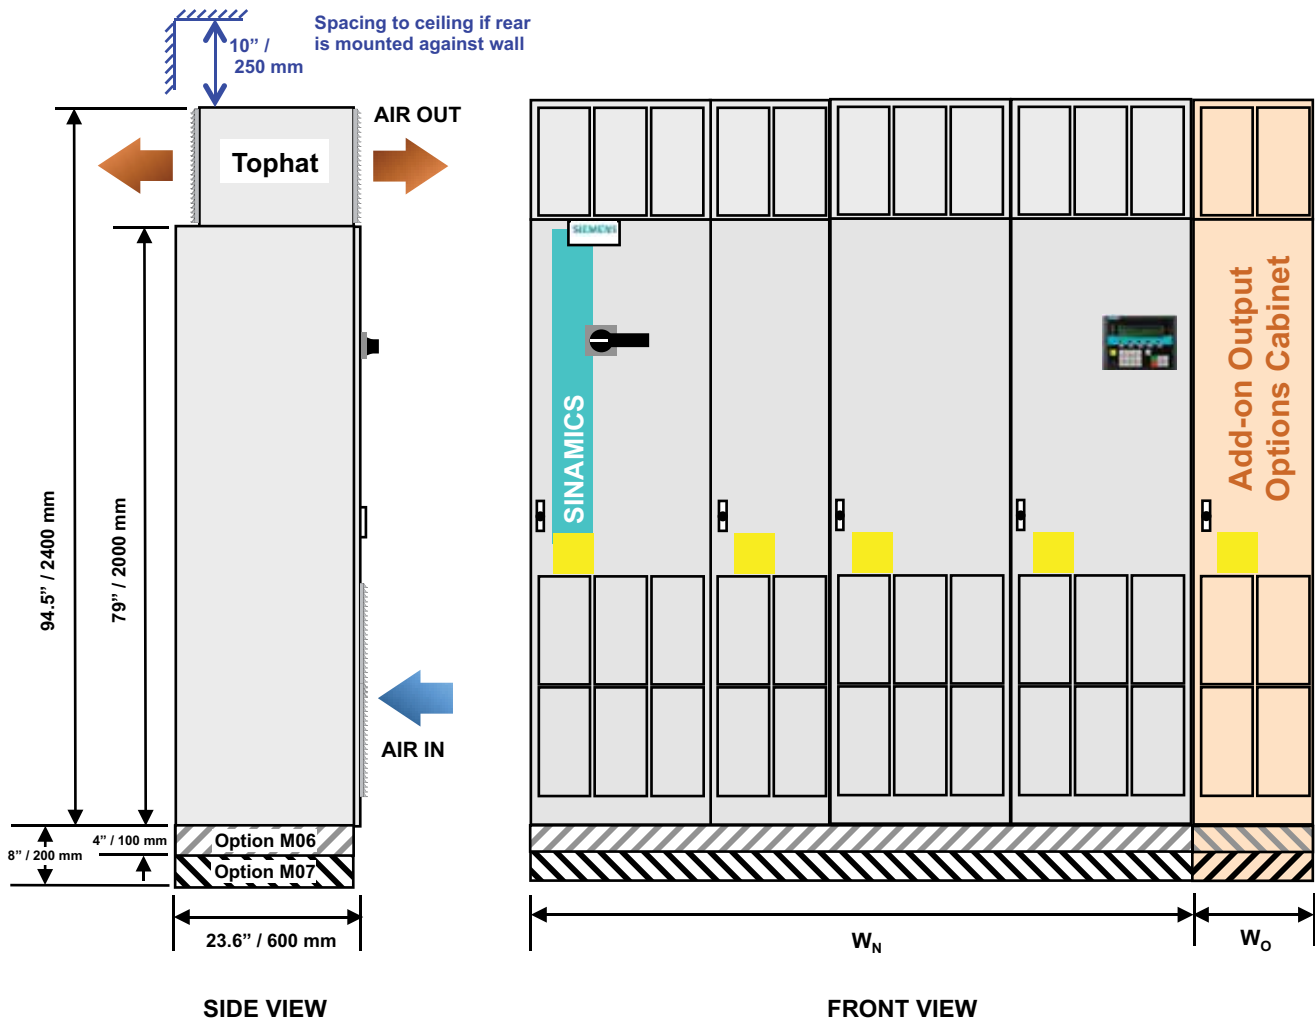 Spacing to ceiling if rear
is mounted against wall
10” /
250 mm
AIR OUT
Tophat
SIEMENS
SINAMICS
Add-on Output
Options Cabinet
94.5” / 2400 mm
79” / 2000 mm
AIR IN
4” / 100 mm
8” / 200 mm
Option M06
Option M07
23.6” / 600 mm
WN
WO
SIDE VIEW
FRONT VIEW